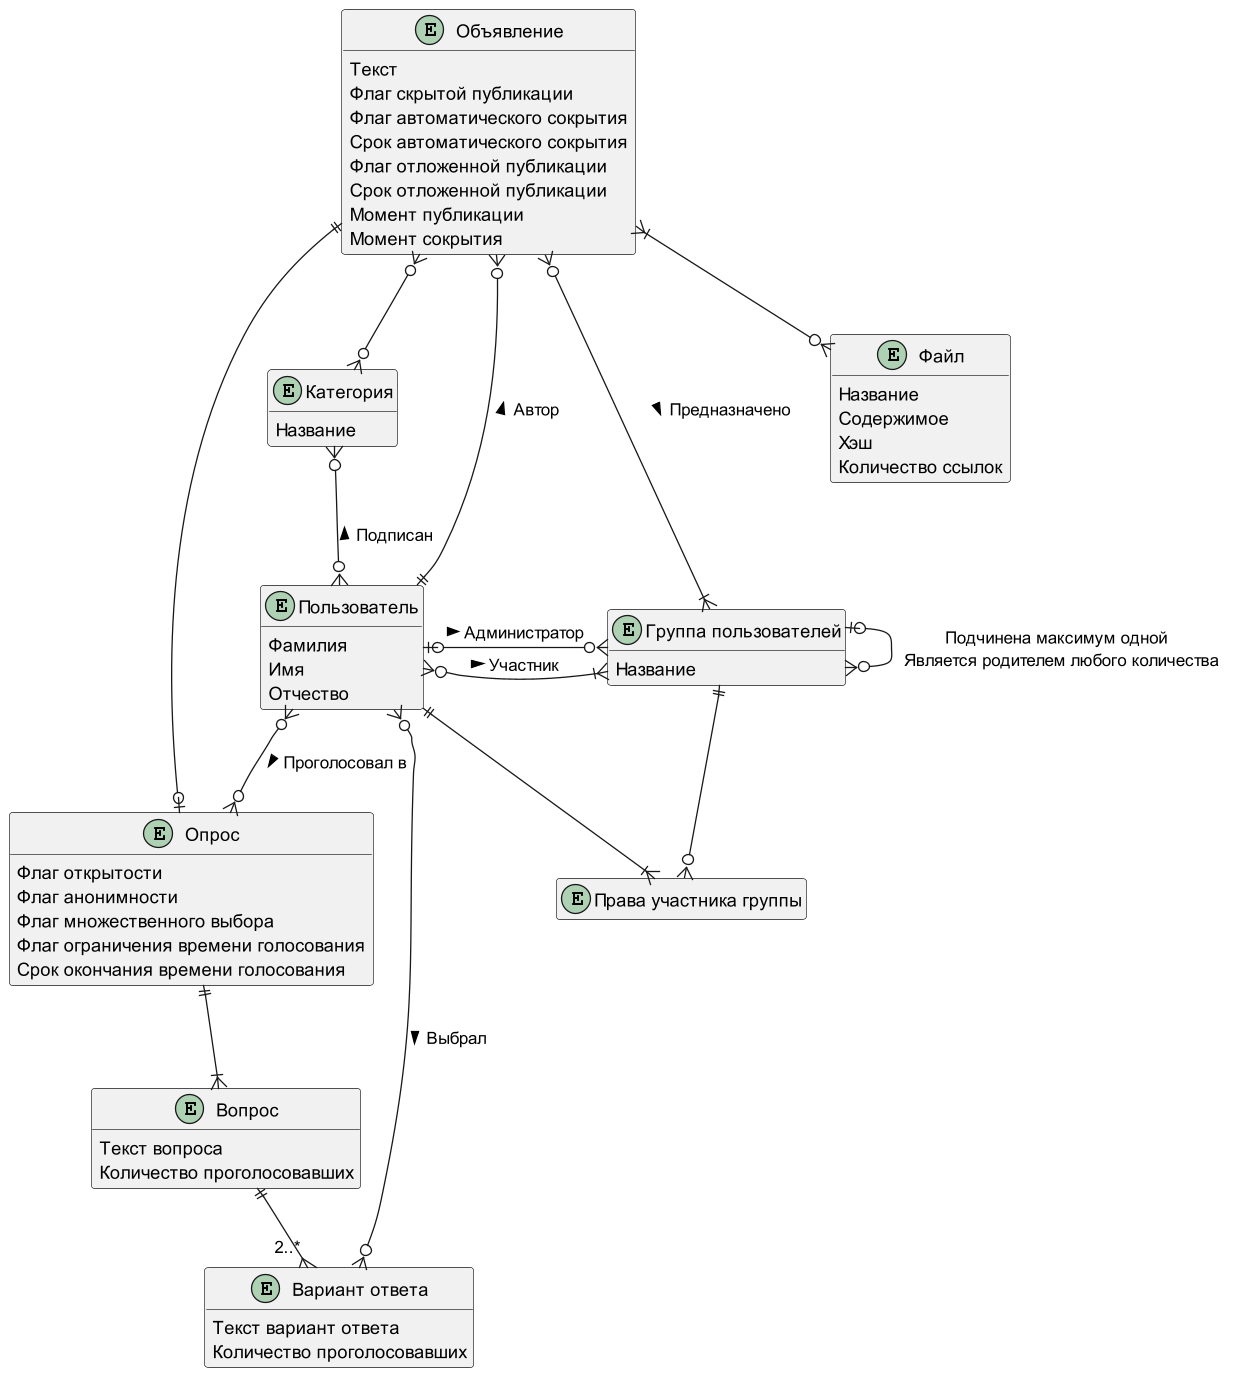 E Объявление
Текст
Флаг скрытой публикации
Флаг автоматического сокрытия
Срок автоматического сокрытия
Флаг отложенной публикации
Срок отложенной публикации
Момент публикации
Момент сокрытия
E Файл
Название
Содержимое
Хэш
Количество ссылок
E Категория
Название
Автор
Предназначено
Подписан
E Пользователь
Фамилия
Имя
Отчество
Администратор
Участник
E Группа пользователей
Название
Подчинена максимум одной
Является родителем любого количества
Проголосовал в
E Опрос
Флаг открытости
Флаг анонимности
Флаг множественного выбора
Флаг ограничения времени голосования
Срок окончания времени голосования
E Права участника группы
Выбрал
E Вопрос
Текст вопроса
Количество проголосовавших
2..*
E Вариант ответа
Текст вариант ответа
Количество проголосовавших